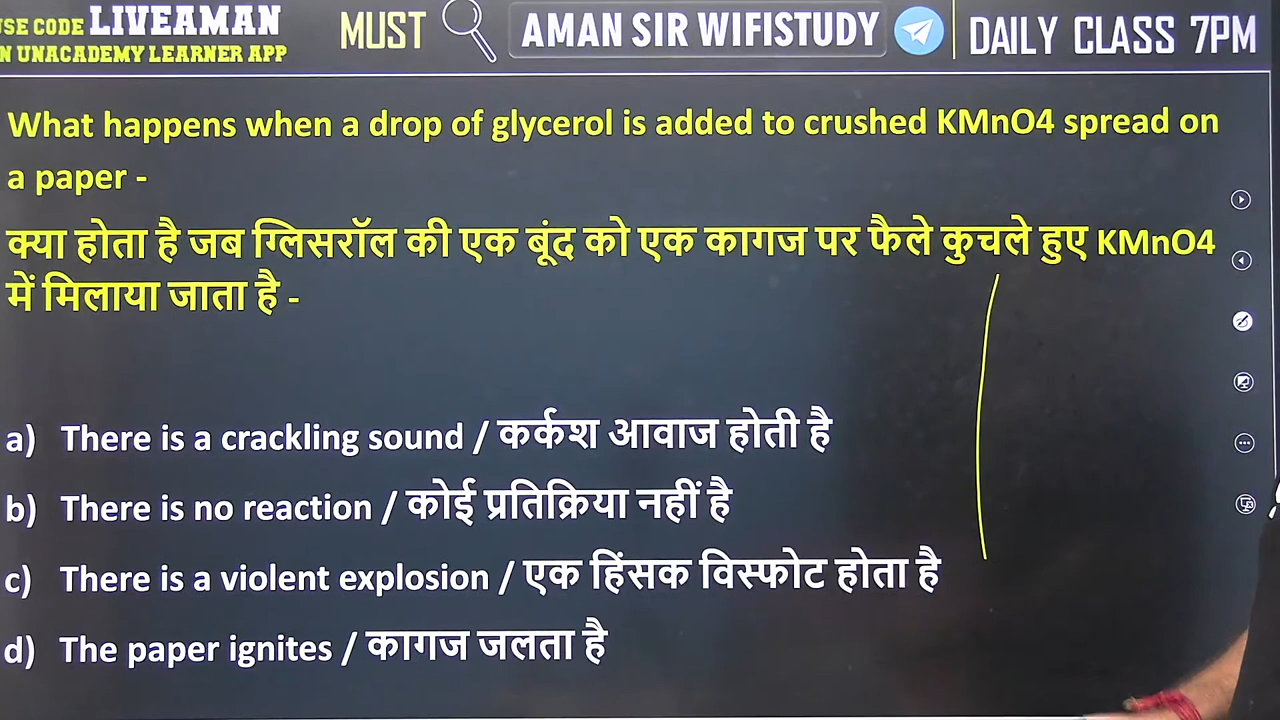 USE CODE LIVEAMAN
N UNACADEMY LEARNER APP
MUST
AMAN SIR WIFISTUDY
DAILY CLASS 7PM
What happens when a drop of glycerol is added to crushed KMnO4 spread on
a paper -
क्या होता है जब ग्लिसरॉल की एक बूंद को एक कागज पर फैले कुचले हुए KMnO4
में मिलाया जाता है -
a) There is a crackling sound / कर्कश आवाज होती है
b) There is no reaction / कोई प्रतिक्रिया नहीं है
c) There is a violent explosion / एक हिंसक विस्फोट होता है
d) The paper ignites / कागज जलता है